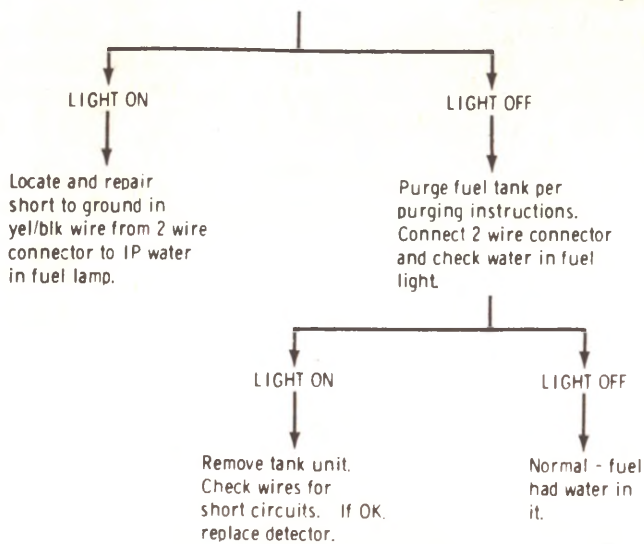 LIGHT ON
LIGHT OFF
Locate and repair
short to ground in
yel/blk wire from 2 wire
connector to IP water
in fuel lamp.
Purge fuel tank per
purging instructions.
Connect 2 wire connector
and check water in fuel
light.
LIGHT ON
LIGHT OFF
Remove tank unit.
Check wires for
short circuits. If OK,
replace detector.
Normal - fuel
had water in
it.